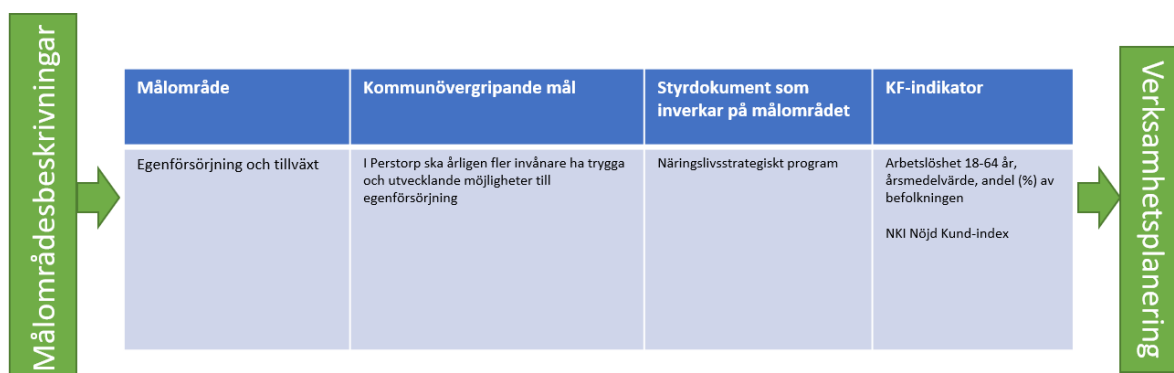 Målområdesbeskrivningar
Målområde
Kommunövergripande mål
Styrdokument som
inverkar på målområdet
KF-indikator
Egenförsörjning och tillväxt
I Perstorp ska årligen fler invånare ha trygga
och utvecklande möjligheter till
egenförsörjning
Näringslivsstrategiskt program
Arbetslöshet 18-64 år,
årsmedelvärde, andel (%) av
befolkningen
NKI Nöjd Kund-index
Verksamhetsplanering